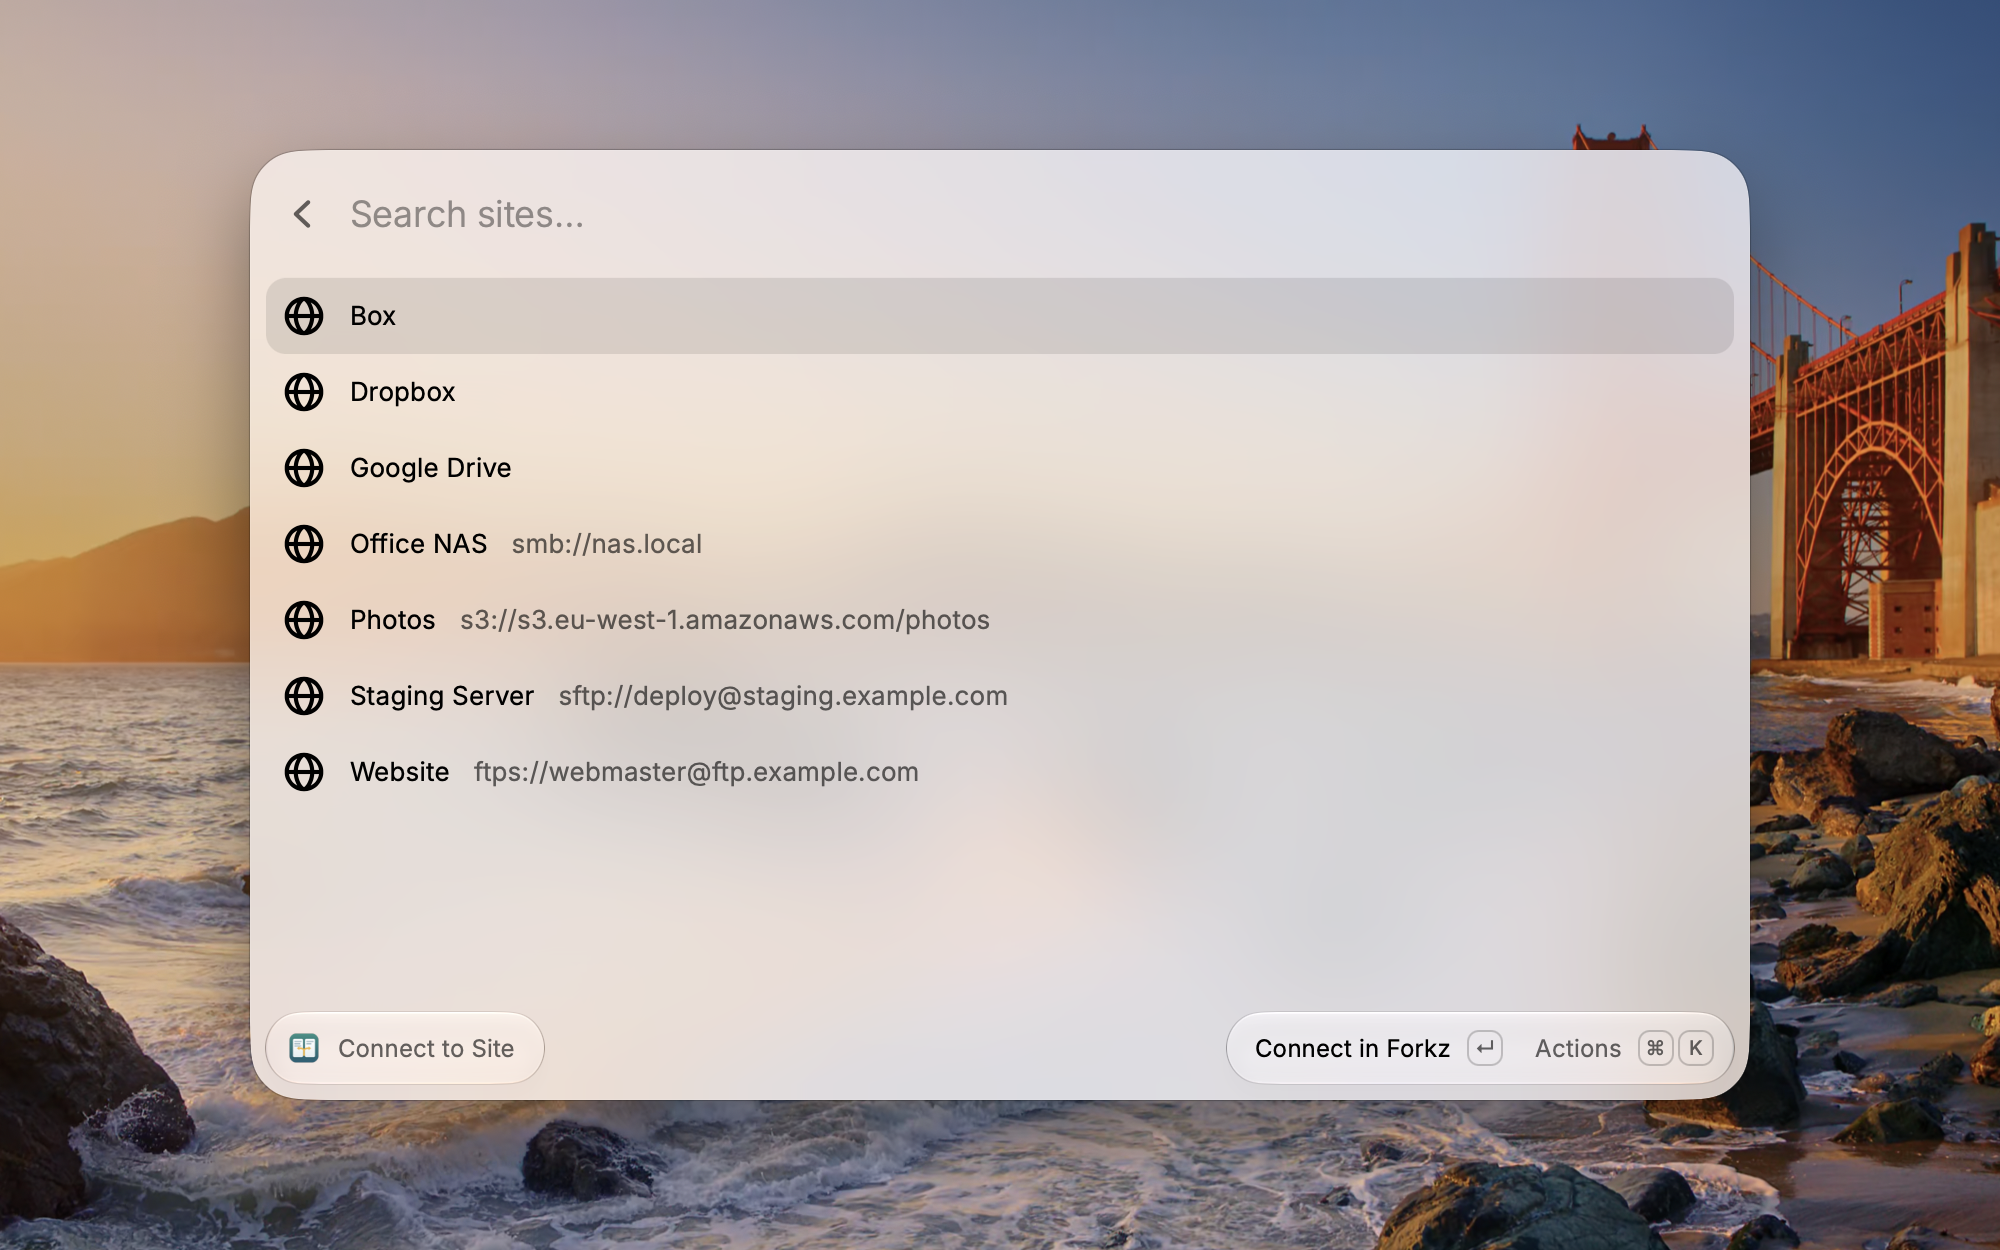 Search sites...
Box
Dropbox
Google Drive
Office NAS smb://nas.local
Photos s3://s3.eu-west-1.amazonaws.com/photos
Staging Server sftp://deploy@staging.example.com
Website ftps://webmaster@ftp.example.com
Connect to Site Connect in Forkz ↵ Actions ⌘ K